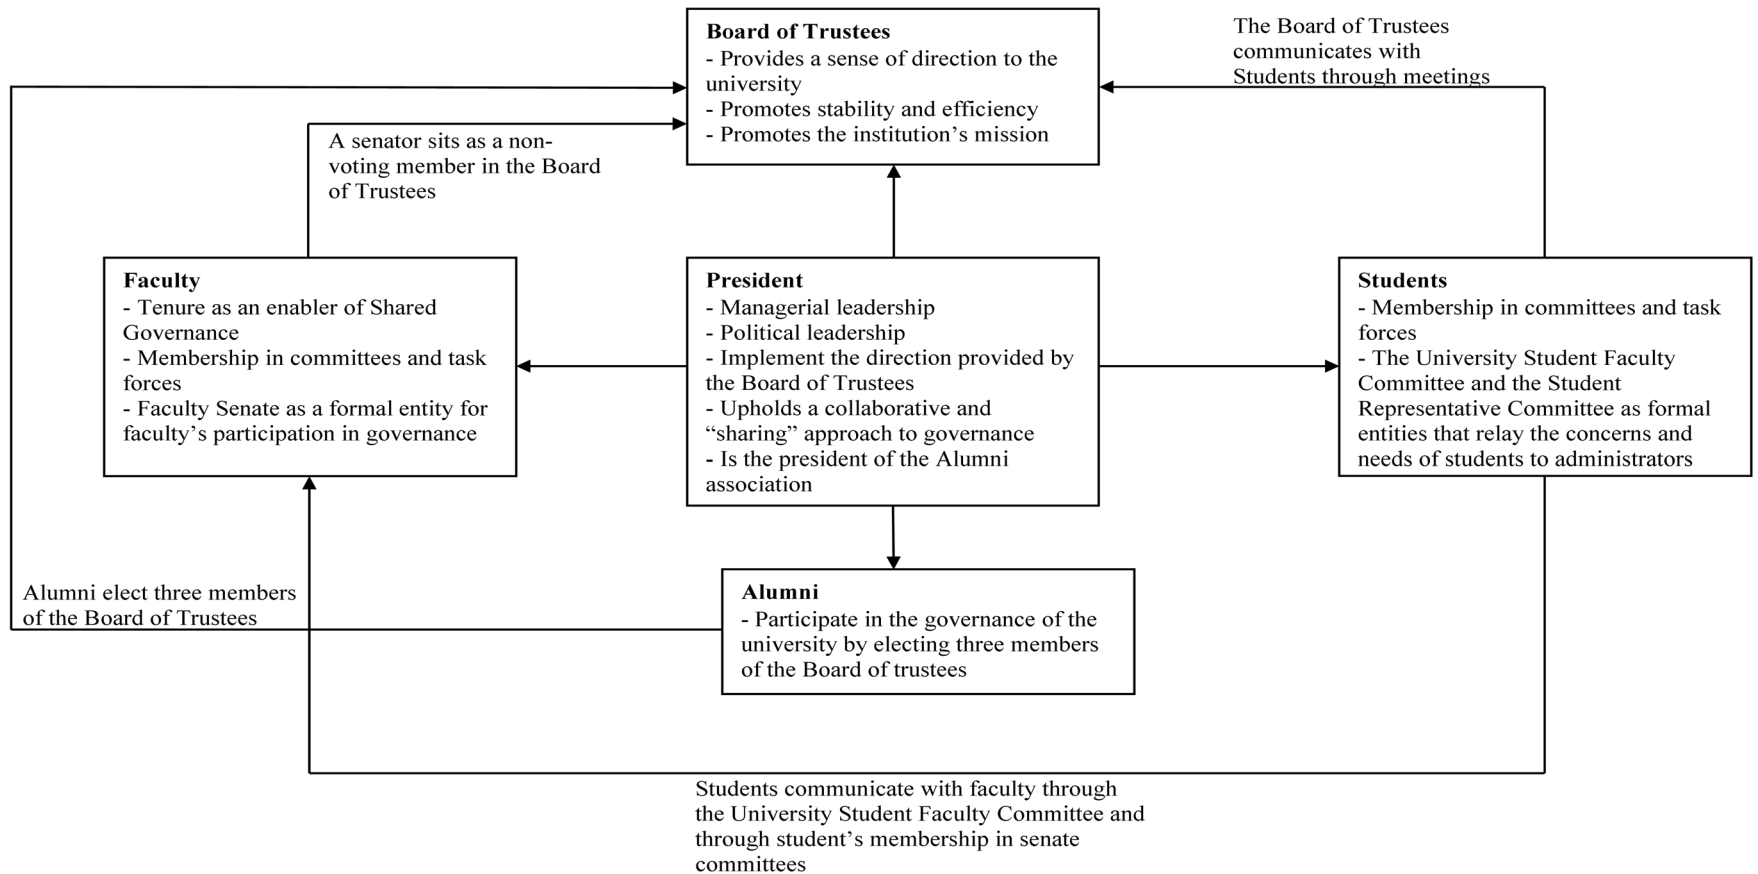 Board of Trustees
- Provides a sense of direction to the
university
- Promotes stability and efficiency
- Promotes the institution’s mission
The Board of Trustees
communicates with
Students through meetings
A senator sits as a non-
voting member in the Board
of Trustees
Faculty
- Tenure as an enabler of Shared
Governance
- Membership in committees and task
forces
- Faculty Senate as a formal entity for
faculty’s participation in governance
President
- Managerial leadership
- Political leadership
- Implement the direction provided by
the Board of Trustees
- Upholds a collaborative and
“sharing” approach to governance
- Is the president of the Alumni
association
Students
- Membership in committees and task
forces
- The University Student Faculty
Committee and the Student
Representative Committee as formal
entities that relay the concerns and
needs of students to administrators
Alumni elect three members
of the Board of Trustees
Alumni
- Participate in the governance of the
university by electing three members
of the Board of trustees
Students communicate with faculty through
the University Student Faculty Committee and
through student’s membership in senate
committees